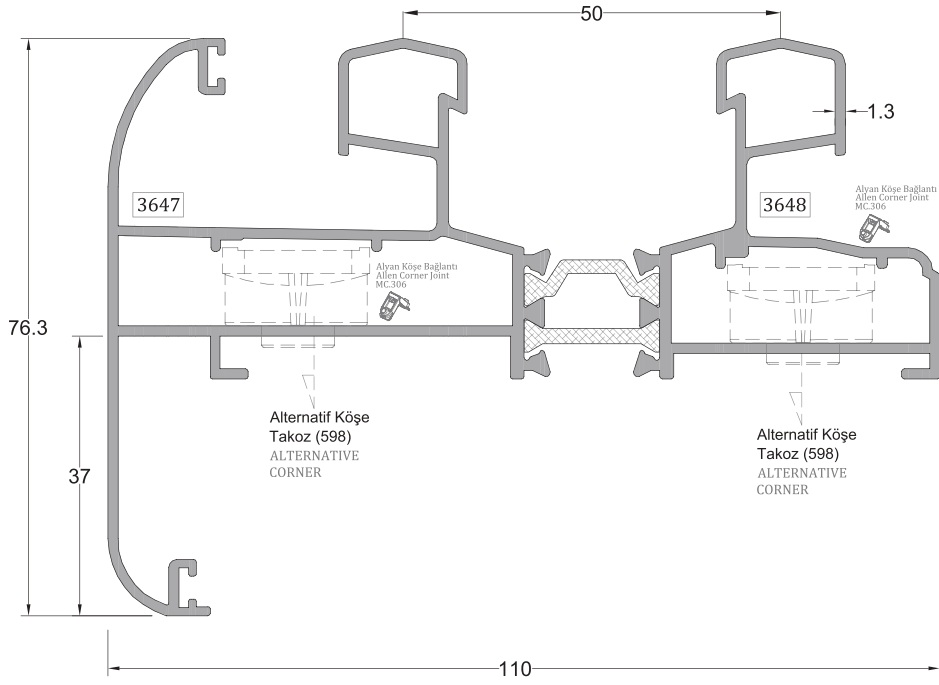 50
1.3
3647
3648
Alyan Köşe Bağlantı
Allen Corner Joint
MC.306
Alyan Köşe Bağlantı
Allen Corner Joint
MC.306
76.3
37
Alternatif Köşe
Takoz (598)
ALTERNATIVE
CORNER
Alternatif Köşe
Takoz (598)
ALTERNATIVE
CORNER
110